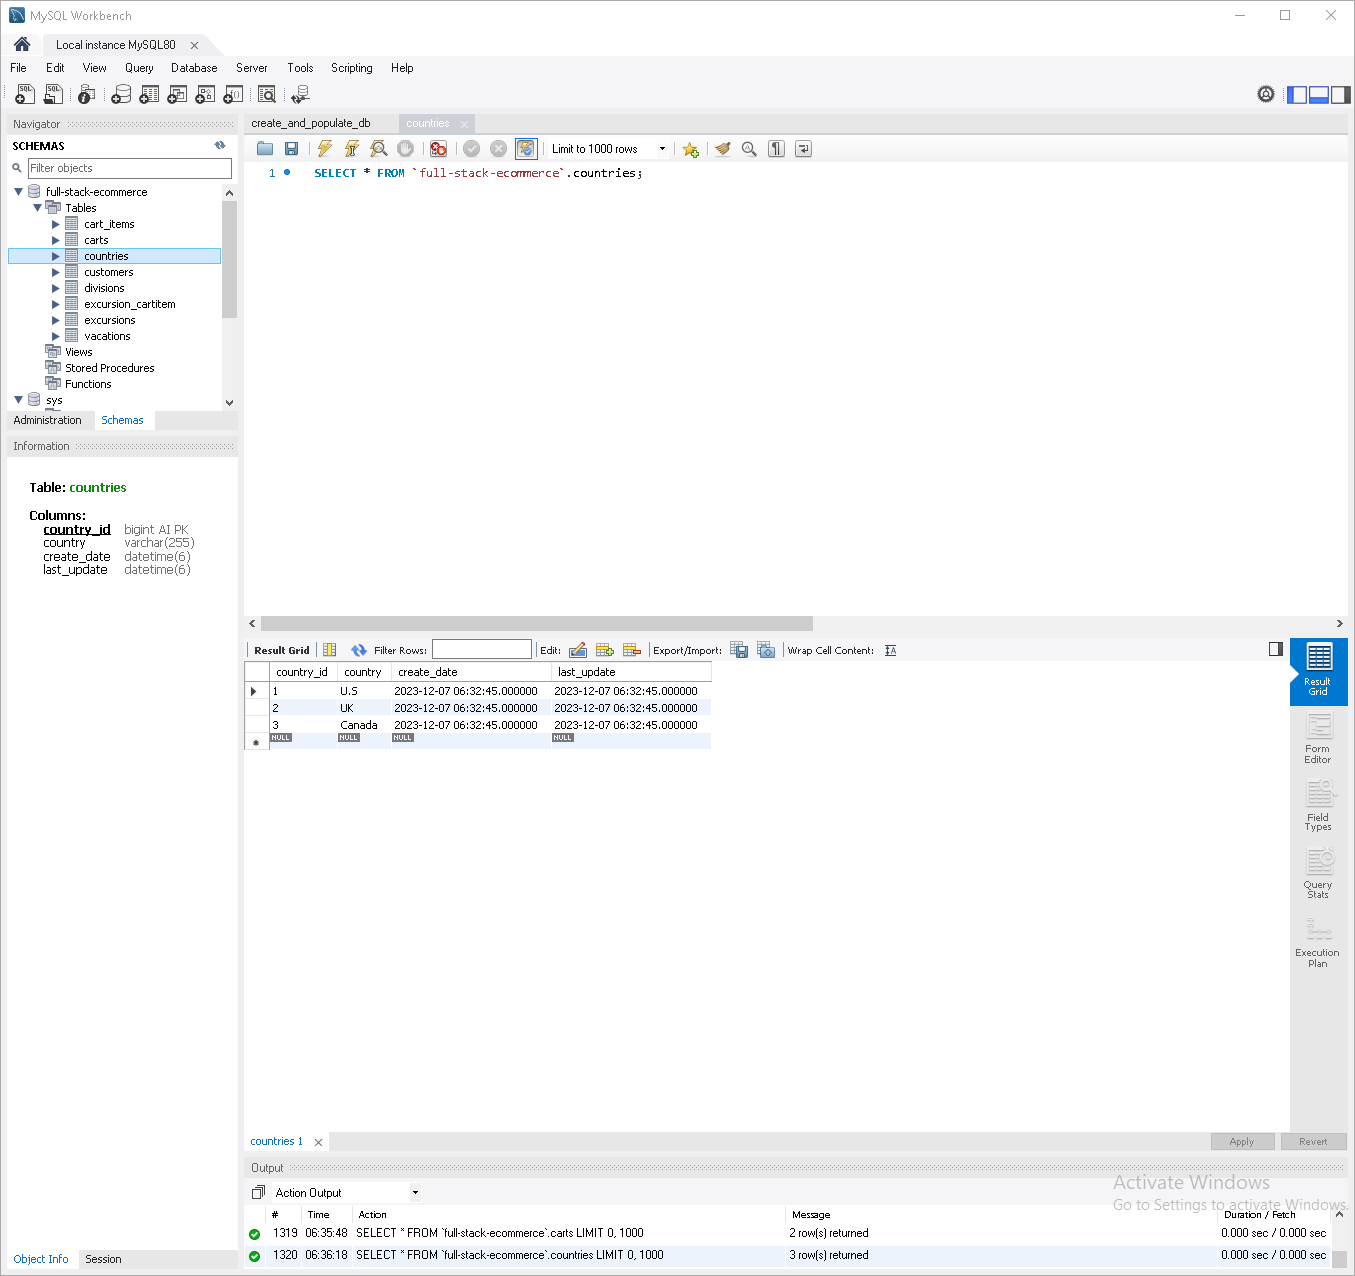 MySQL Workbench
Local instance MySQL80
File Edit View Query Database Server Tools Scripting Help
Navigator
SCHEMAS
Filter objects
full-stack-ecommerce
Tables
cart_items
carts
countries
customers
divisions
excursion_cartitem
excursions
vacations
Views
Stored Procedures
Functions
sys
Administration Schemas
Information
Table: countries
Columns:
country_id bigint AI PK
country varchar(255)
create_date datetime(6)
last_update datetime(6)
Object Info Session
create_and_populate_db countries
Limit to 1000 rows
1 SELECT * FROM `full-stack-ecommerce`.countries;
Result Grid Filter Rows: Edit: Export/Import: Wrap Cell Content:
country_id country create_date last_update
1 U.S 2023-12-07 06:32:45.000000 2023-12-07 06:32:45.000000
2 UK 2023-12-07 06:32:45.000000 2023-12-07 06:32:45.000000
3 Canada 2023-12-07 06:32:45.000000 2023-12-07 06:32:45.000000
NULL NULL NULL NULL
Result
Grid
Form
Editor
Field
Types
Query
Stats
Execution
Plan
countries 1
Apply Revert
Output
Action Output
Activate Windows
Go to Settings to activate Windows.
# Time Action Message Duration / Fetch
1319 06:35:48 SELECT * FROM `full-stack-ecommerce`.carts LIMIT 0, 1000 2 row(s) returned 0.000 sec / 0.000 sec
1320 06:36:18 SELECT * FROM `full-stack-ecommerce`.countries LIMIT 0, 1000 3 row(s) returned 0.000 sec / 0.000 sec